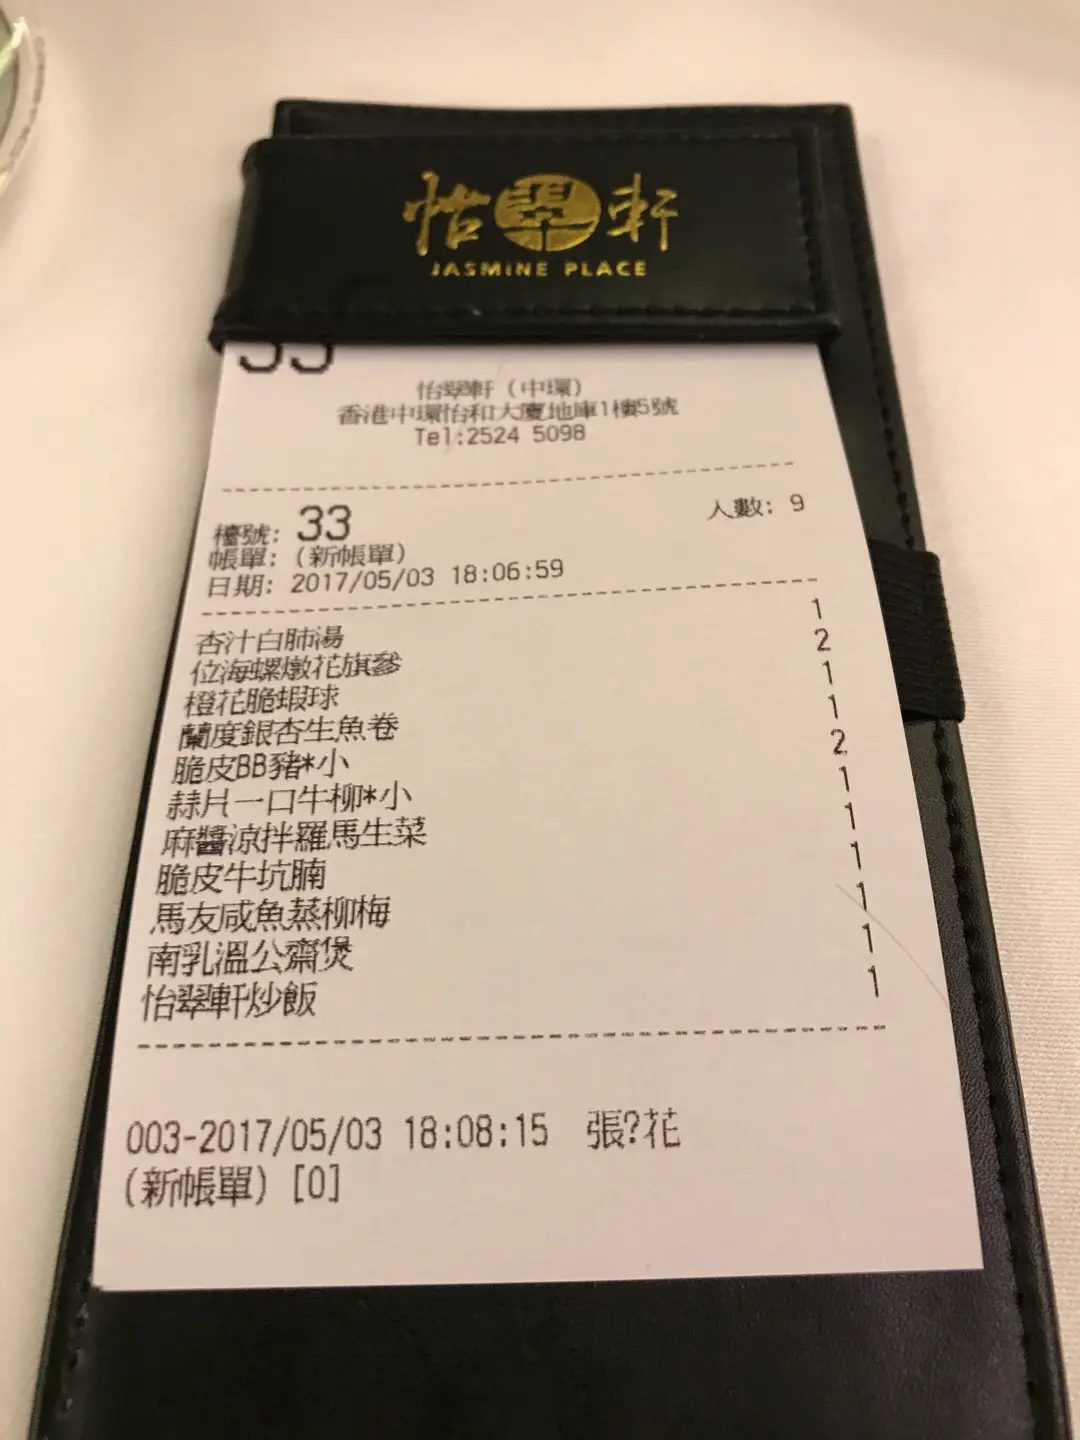 怡翠軒
JASMINE PLACE
33
怡翠軒 (中環)
香港中環怡和大廈地庫1樓5號
Tel:2524 5098
檯號: 33 人數: 9
帳單: (新帳單)
日期: 2017/05/03 18:06:59
杏汁白肺湯 1
位海螺燉花旗參 2
橙花脆蝦球 1
蘭度銀杏生魚卷 1
脆皮BB豬*小 2
蒜片一口牛柳*小 1
麻醬涼拌羅馬生菜 1
脆皮牛坑腩 1
馬友咸魚蒸柳梅 1
南乳溫公齋煲 1
怡翠軒炒飯 1
003-2017/05/03 18:08:15 張?花
(新帳單) [0]